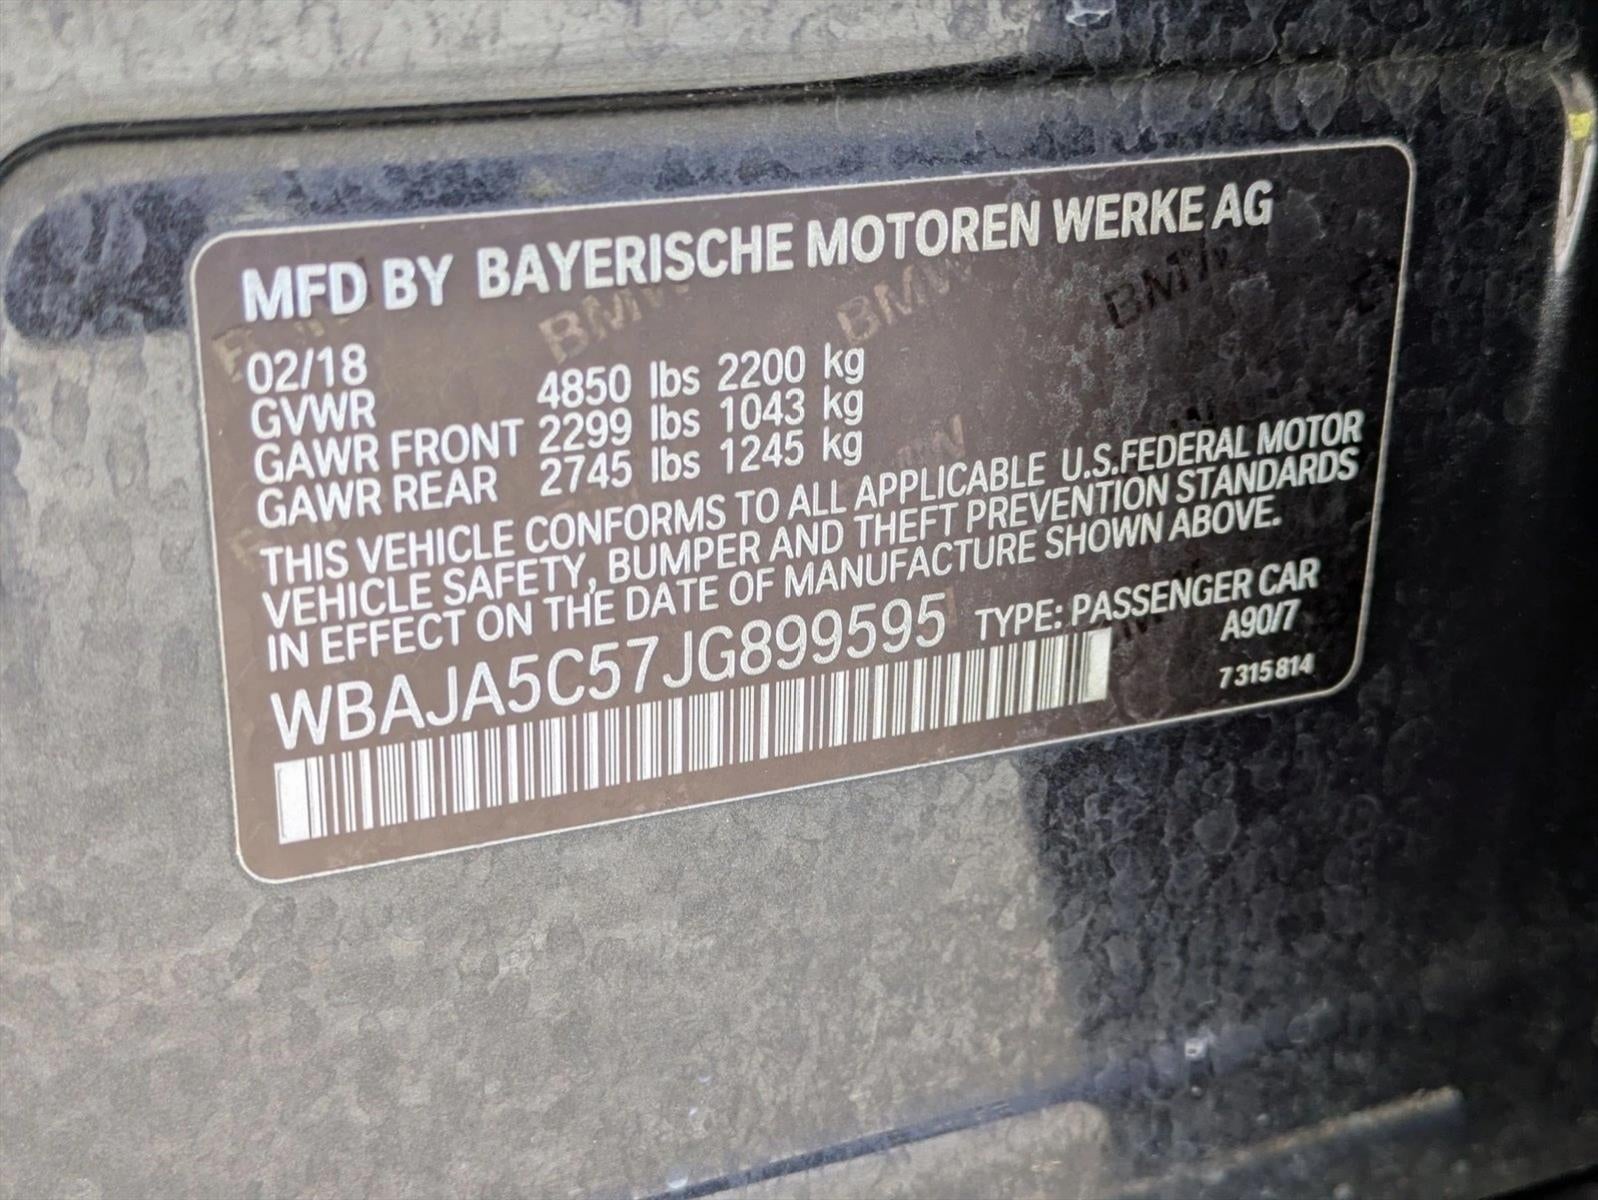 MFD BY BAYERISCHE MOTOREN WERKE AG
02/18
GVWR 4850 lbs 2200 kg
GAWR FRONT 2299 lbs 1043 kg
GAWR REAR 2745 lbs 1245 kg
THIS VEHICLE CONFORMS TO ALL APPLICABLE U.S.FEDERAL MOTOR
VEHICLE SAFETY, BUMPER AND THEFT PREVENTION STANDARDS
IN EFFECT ON THE DATE OF MANUFACTURE SHOWN ABOVE.
WBAJA5C57JG899595 TYPE: PASSENGER CAR
A90/7
7 315 814
BMW BMW BMW